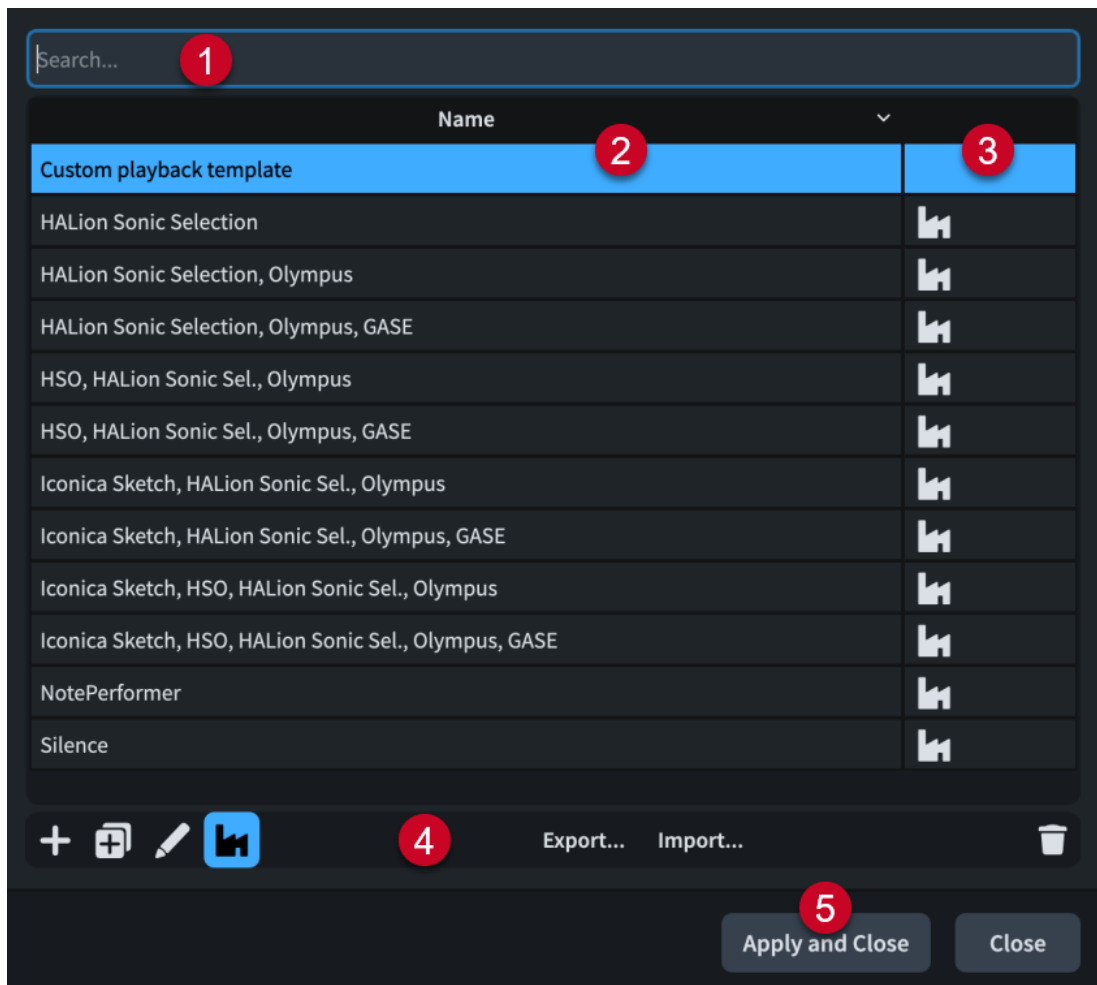 Search... 1
Name
2 3
Custom playback template
HALion Sonic Selection
HALion Sonic Selection, Olympus
HALion Sonic Selection, Olympus, GASE
HSO, HALion Sonic Sel., Olympus
HSO, HALion Sonic Sel., Olympus, GASE
Iconica Sketch, HALion Sonic Sel., Olympus
Iconica Sketch, HALion Sonic Sel., Olympus, GASE
Iconica Sketch, HSO, HALion Sonic Sel., Olympus
Iconica Sketch, HSO, HALion Sonic Sel., Olympus, GASE
NotePerformer
Silence
4 Export... Import...
5
Apply and Close Close